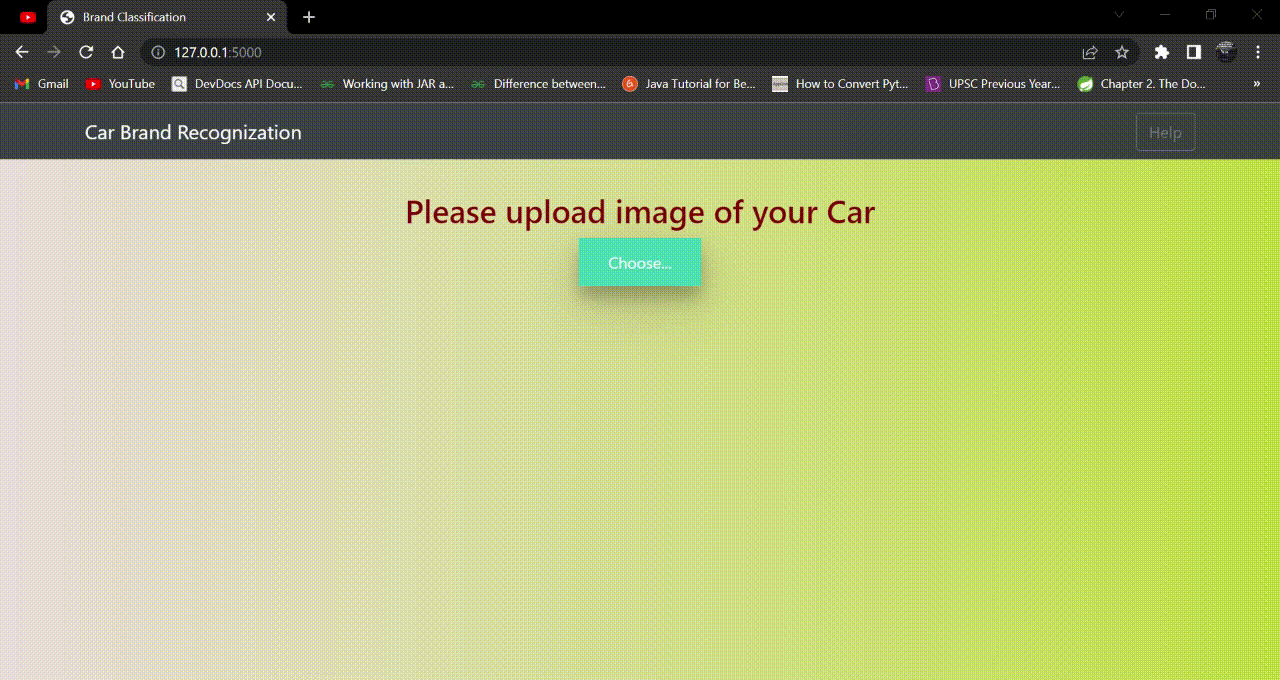 Brand Classification
127.0.0.1:5000
Gmail YouTube DevDocs API Docu... Working with JAR a... Difference between... Java Tutorial for Be... How to Convert Pyt... UPSC Previous Year... Chapter 2. The Do... »
Car Brand Recognization Help
Please upload image of your Car
Choose...